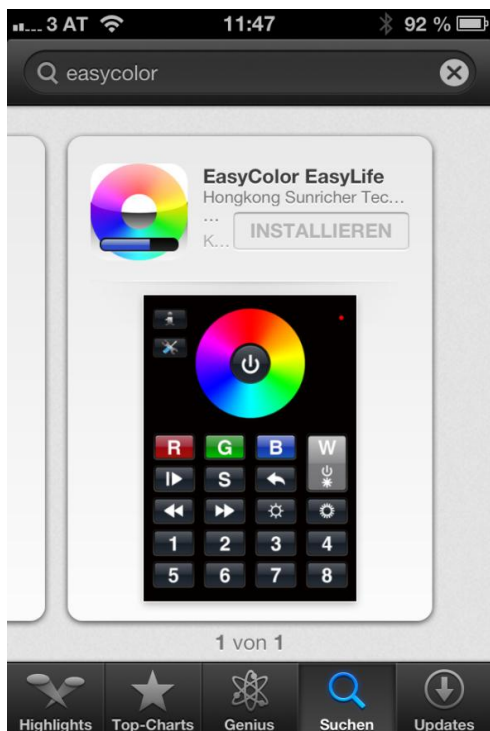 3 AT 11:47 92 %
easycolor
EasyColor EasyLife
Hongkong Sunricher Tec...
...
K... INSTALLIEREN
R G B W
S
1 2 3 4
5 6 7 8
1 von 1
Highlights Top-Charts Genius Suchen Updates